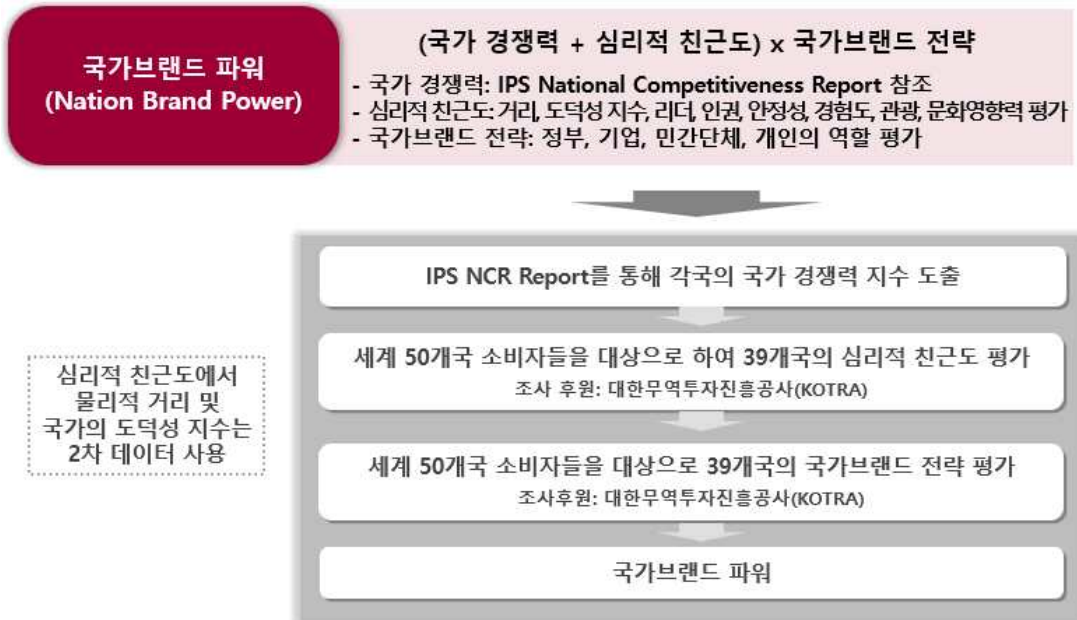 국가브랜드 파워
(Nation Brand Power)
(국가 경쟁력 + 심리적 친근도) x 국가브랜드 전략
- 국가 경쟁력: IPS National Competitiveness Report 참조
- 심리적 친근도: 거리, 도덕성 지수, 리더, 인권, 안정성, 경험도, 관광, 문화영향력 평가
- 국가브랜드 전략: 정부, 기업, 민간단체, 개인의 역할 평가
IPS NCR Report를 통해 각국의 국가 경쟁력 지수 도출
세계 50개국 소비자들을 대상으로 하여 39개국의 심리적 친근도 평가
조사 후원: 대한무역투자진흥공사(KOTRA)
심리적 친근도에서
물리적 거리 및
국가의 도덕성 지수는
2차 데이터 사용
세계 50개국 소비자들을 대상으로 39개국의 국가브랜드 전략 평가
조사후원: 대한무역투자진흥공사(KOTRA)
국가브랜드 파워